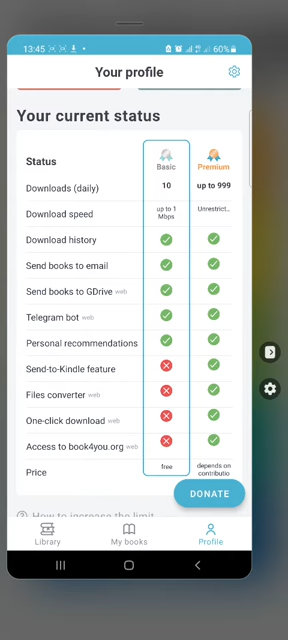 13:45 60%
Your profile
Your current status
Status Basic Premium
Downloads (daily) 10 up to 999
Download speed up to 1 Mbps Unrestrict...
Download history
Send books to email
Send books to GDrive web
Telegram bot web
Personal recommendations
Send-to-Kindle feature
Files converter web
One-click download web
Access to book4you.org web
Price free depends on contributio
DONATE
How to increase the limit
Library My books Profile